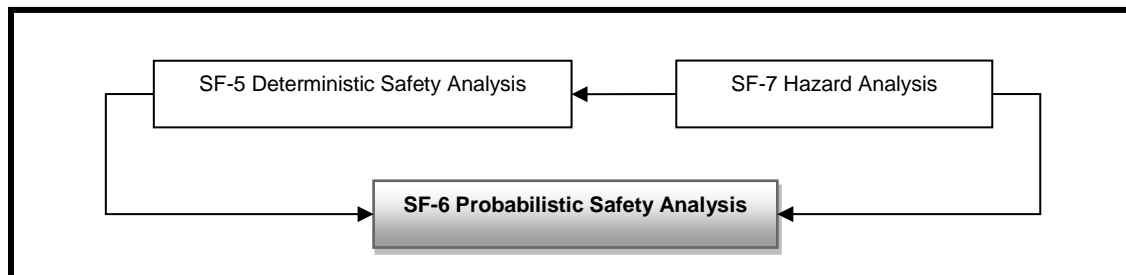 SF-5 Deterministic Safety Analysis
SF-7 Hazard Analysis
SF-6 Probabilistic Safety Analysis